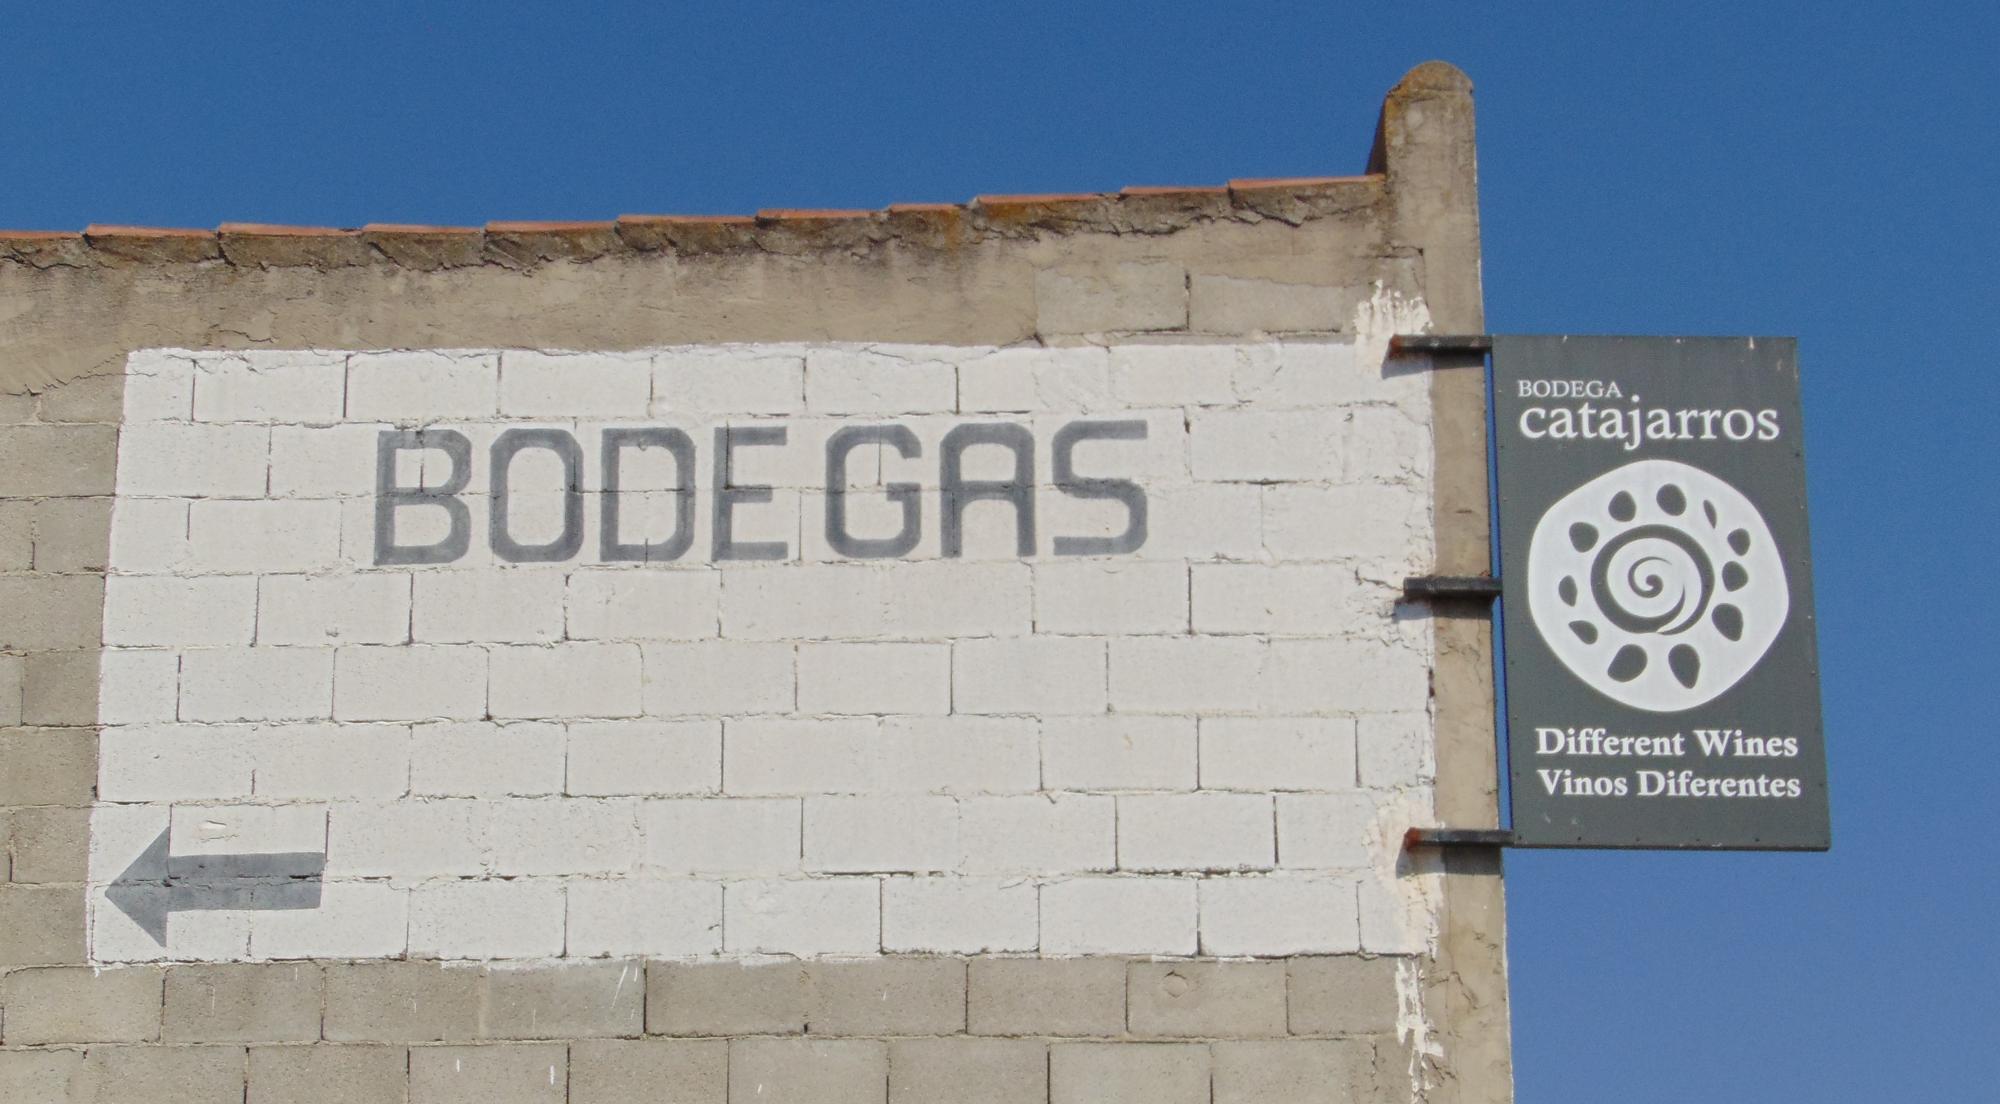 BODEGAS
BODEGA
catajarros
Different Wines
Vinos Diferentes